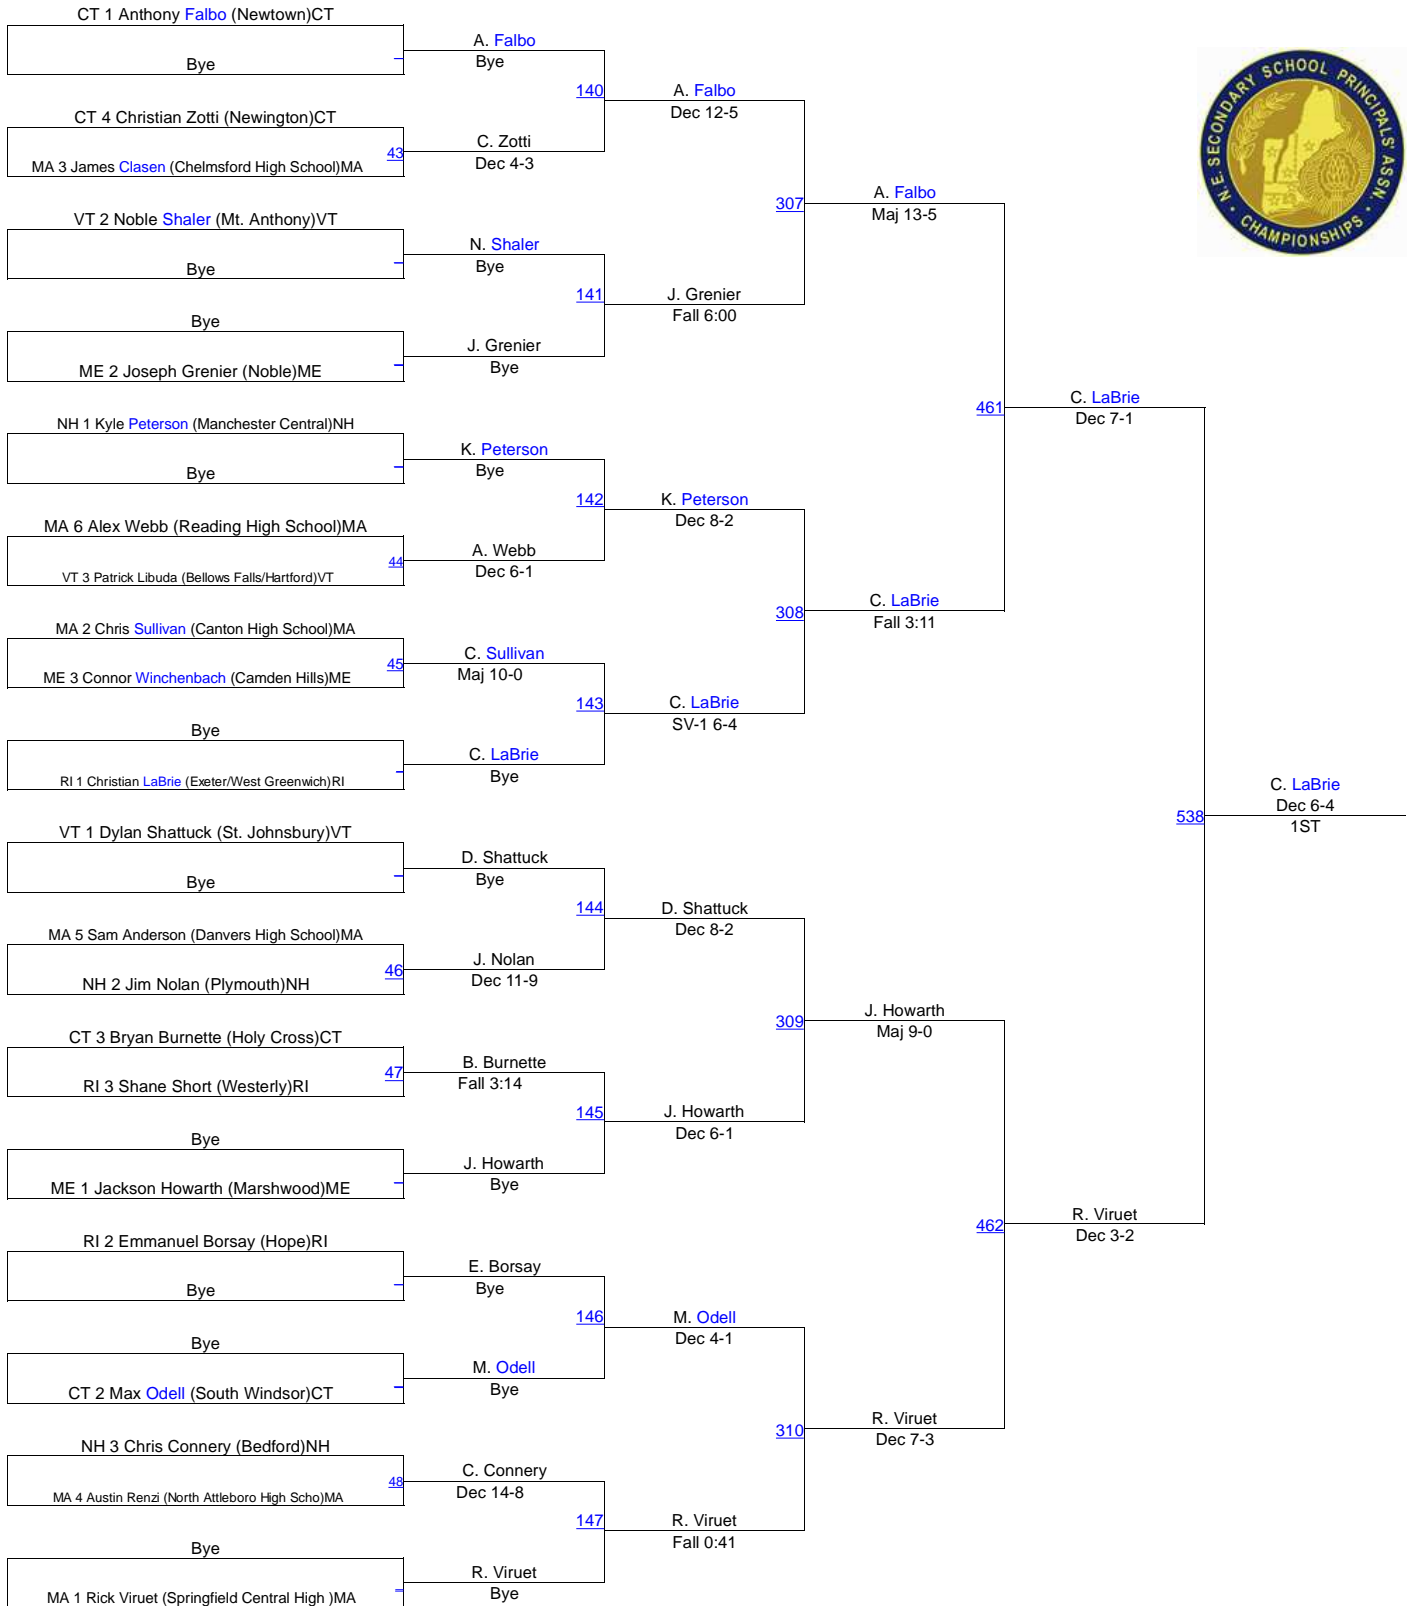 CT 1 Anthony Falbo (Newtown)CT
Bye
CT 4 Christian Zotti (Newington)CT
43
MA 3 James Clasen (Chelmsford High School)MA
VT 2 Noble Shaler (Mt. Anthony)VT
Bye
Bye
ME 2 Joseph Grenier (Noble)ME
NH 1 Kyle Peterson (Manchester Central)NH
Bye
MA 6 Alex Webb (Reading High School)MA
44
VT 3 Patrick Libuda (Bellows Falls/Hartford)VT
MA 2 Chris Sullivan (Canton High School)MA
45
ME 3 Connor Winchenbach (Camden Hills)ME
Bye
RI 1 Christian LaBrie (Exeter/West Greenwich)RI
VT 1 Dylan Shattuck (St. Johnsbury)VT
Bye
MA 5 Sam Anderson (Danvers High School)MA
46
NH 2 Jim Nolan (Plymouth)NH
CT 3 Bryan Burnette (Holy Cross)CT
47
RI 3 Shane Short (Westerly)RI
Bye
ME 1 Jackson Howarth (Marshwood)ME
RI 2 Emmanuel Borsay (Hope)RI
Bye
Bye
CT 2 Max Odell (South Windsor)CT
NH 3 Chris Connery (Bedford)NH
48
MA 4 Austin Renzi (North Attleboro High Scho)MA
Bye
MA 1 Rick Viruet (Springfield Central High )MA
A. Falbo
Bye
140
C. Zotti
Dec 4-3
N. Shaler
Bye
141
J. Grenier
Bye
K. Peterson
Bye
142
A. Webb
Dec 6-1
C. Sullivan
Maj 10-0
143
C. LaBrie
Bye
D. Shattuck
Bye
144
J. Nolan
Dec 11-9
B. Burnette
Fall 3:14
145
J. Howarth
Bye
E. Borsay
Bye
146
M. Odell
Bye
C. Connery
Dec 14-8
147
R. Viruet
Bye
A. Falbo
Dec 12-5
307
J. Grenier
Fall 6:00
K. Peterson
Dec 8-2
308
C. LaBrie
SV-1 6-4
D. Shattuck
Dec 8-2
309
J. Howarth
Dec 6-1
M. Odell
Dec 4-1
310
R. Viruet
Fall 0:41
A. Falbo
Maj 13-5
461
C. LaBrie
Fall 3:11
J. Howarth
Maj 9-0
462
R. Viruet
Dec 7-3
C. LaBrie
Dec 7-1
538
R. Viruet
Dec 3-2
C. LaBrie
Dec 6-4
1ST
N.E. SECONDARY SCHOOL PRINCIPALS' ASSN.
CHAMPIONSHIPS